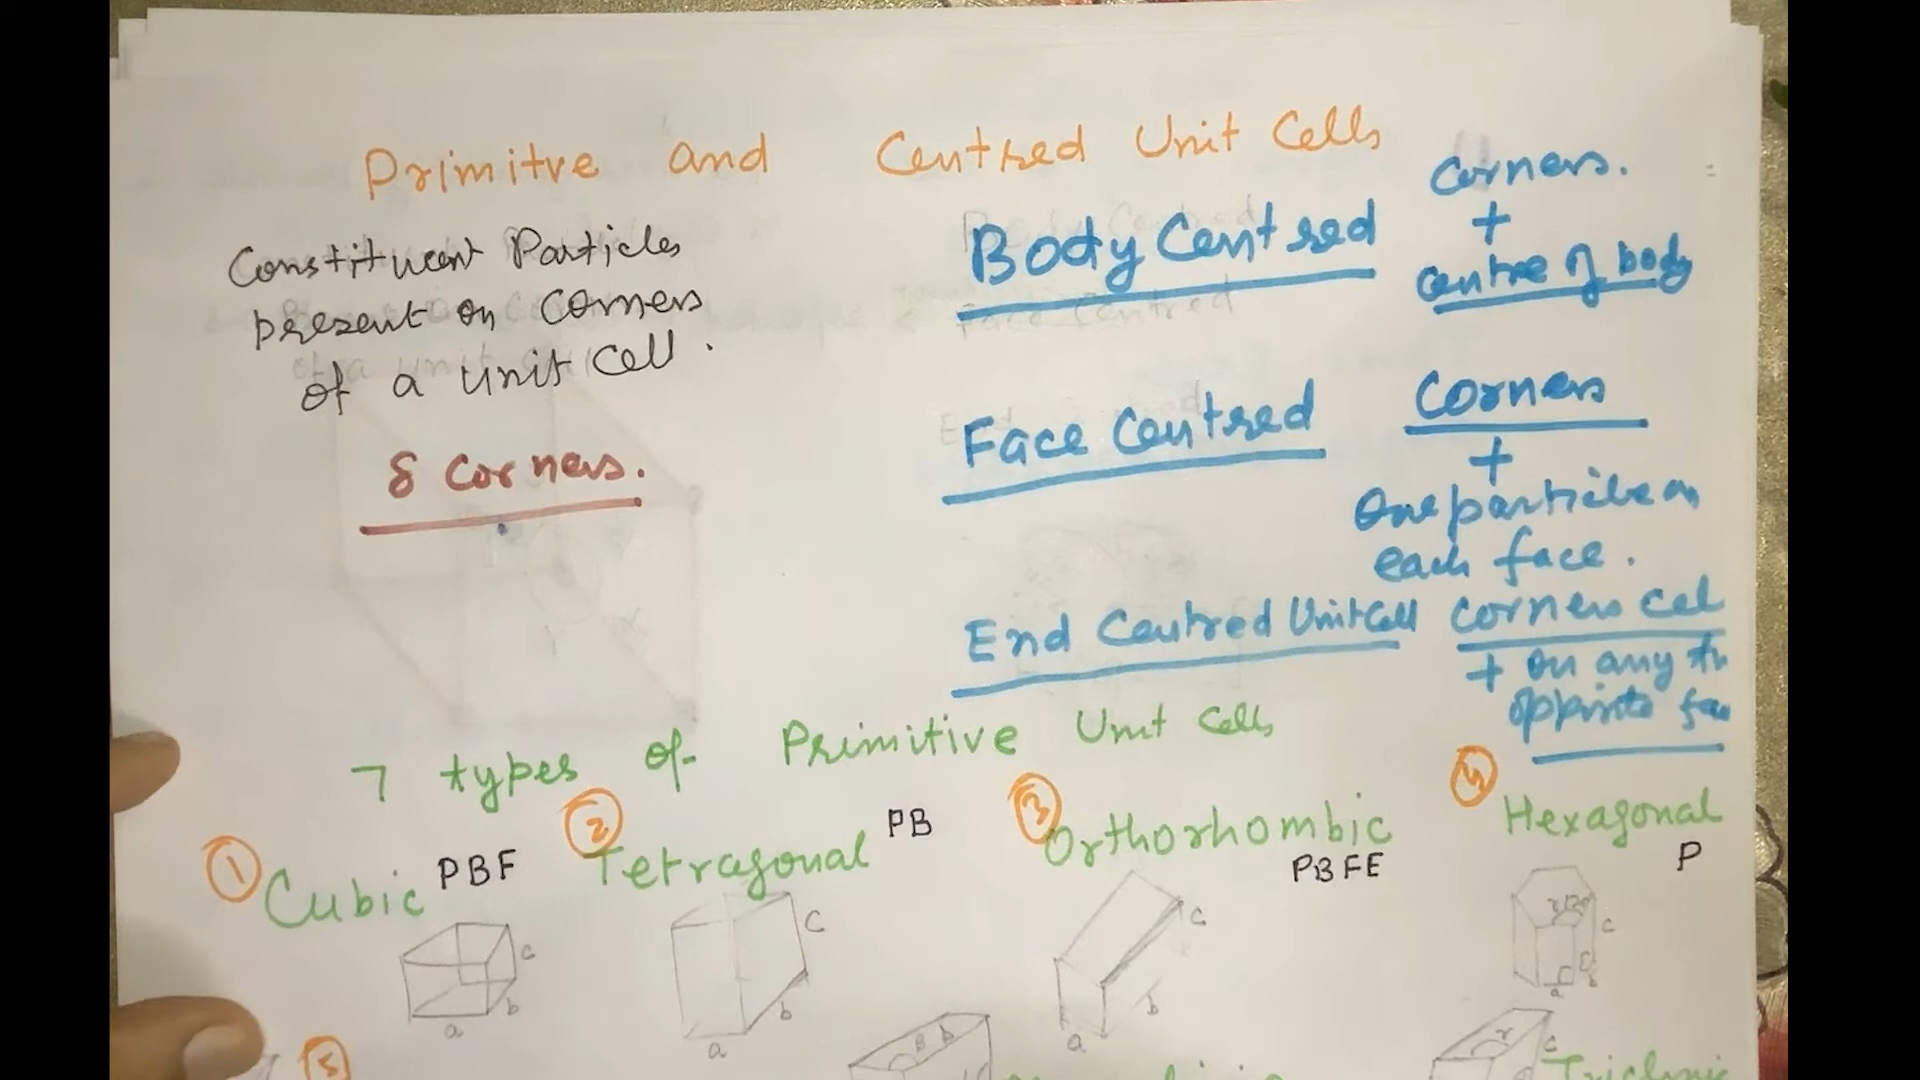 Primitve and Centred Unit Cells
Constituent Particles
present on corners
of a unit cell.
8 corners.
Body Centred
corners.
+
centre of body
Face Centred
Corners
+
One particle on
each face.
End Centred Unit Cell
corners cel
+ on any
opposite
7 types of Primitive Unit Cells
1 Cubic PBF
2 Tetragonal PB
3 Orthorhombic
PBFE
4 Hexagonal
P
c
b
a
C
b
a
c
b
a
c
b
a
5
B b
r c
Triclinic